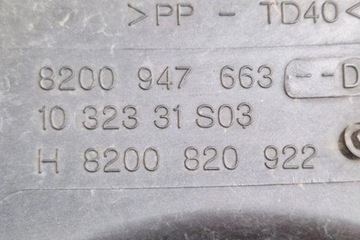 >PP - TD40<
8200 947 663 --D
10 323 31 S03
H 8200 820 922